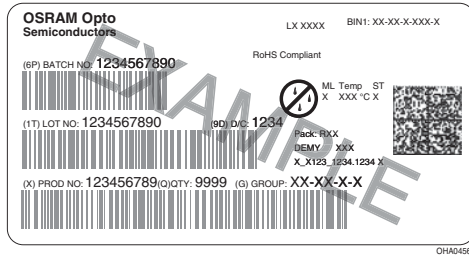 OSRAM Opto
Semiconductors
LX XXXX
BIN1: XX-XX-X-XXX-X
RoHS Compliant
(6P) BATCH NO: 1234567890
ML Temp ST
X XXX °C X
(1T) LOT NO: 1234567890
(9D) D/C: 1234
Pack: RXX
DEMY XXX
X_X123_1234.1234 X
(X) PROD NO: 123456789(Q)QTY: 9999 (G) GROUP: XX-XX-X-X
EXAMPLE
OHA0456